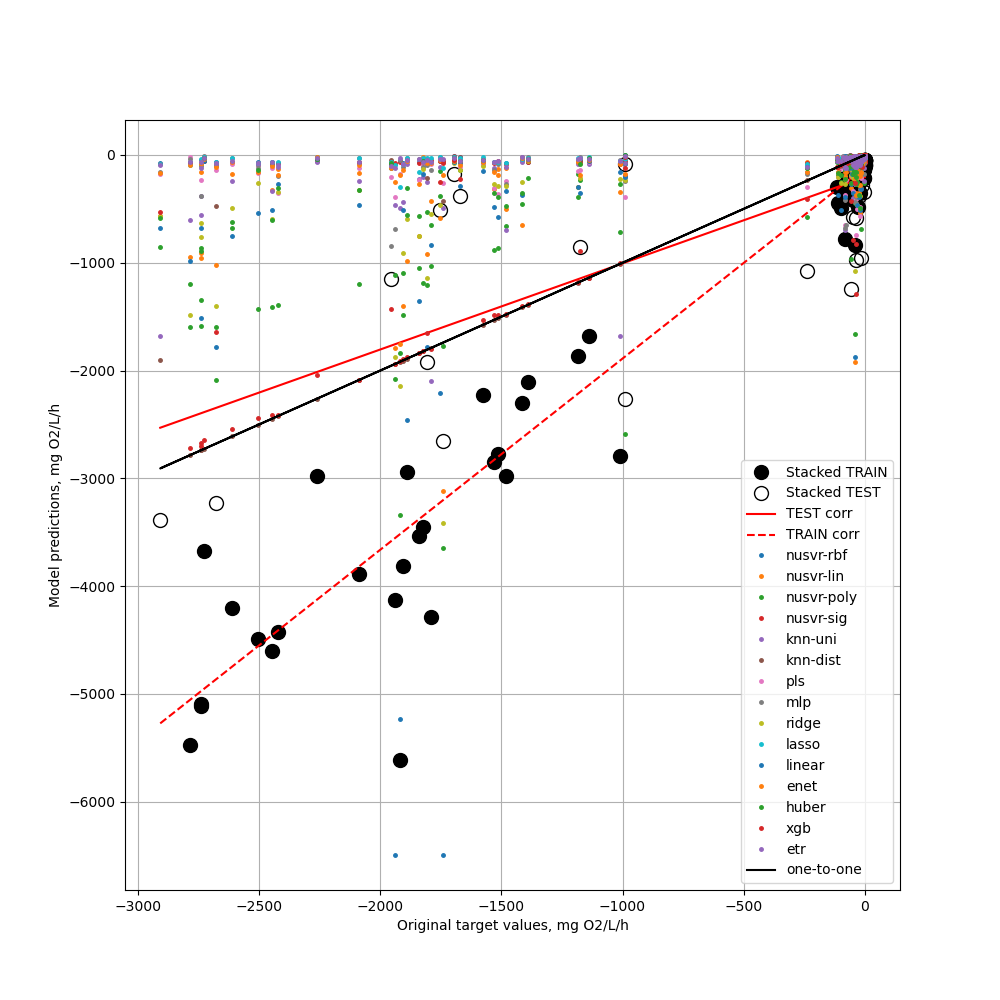 0
−1000
−2000
−3000
−4000
−5000
−6000
Model predictions, mg O2/L/h
Stacked TRAIN
Stacked TEST
TEST corr
TRAIN corr
nusvr-rbf
nusvr-lin
nusvr-poly
nusvr-sig
knn-uni
knn-dist
pls
mlp
ridge
lasso
linear
enet
huber
xgb
etr
one-to-one
−3000 −2500 −2000 −1500 −1000 −500 0
Original target values, mg O2/L/h